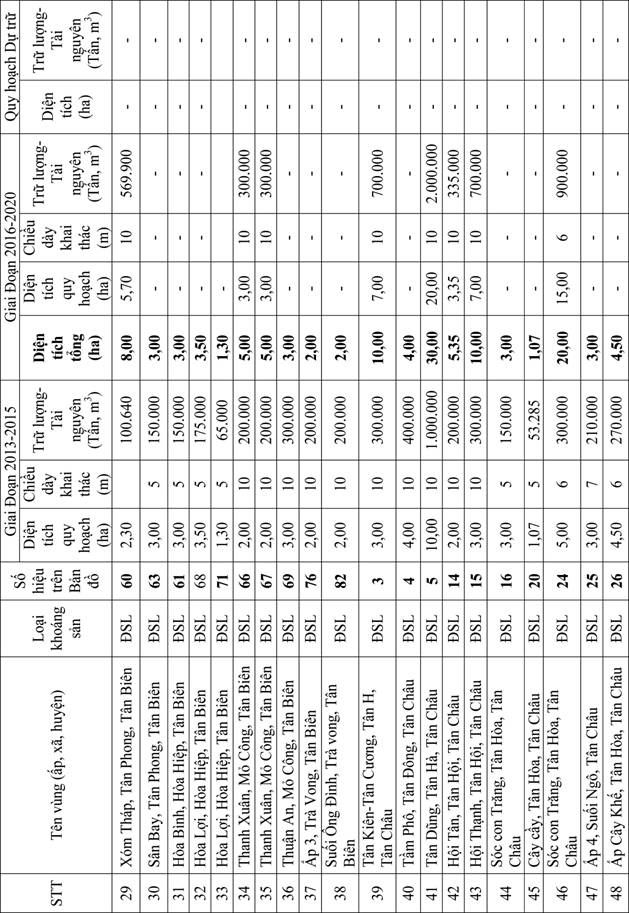 STT | Tên vùng (ấp, xã, huyện) | Loại khoáng sản | Số hiệu trên Bản đồ | Giai Đoạn 2013-2015 | Diện tích tổng (ha) | Giai Đoạn 2016-2020 | Quy hoạch Dự trữ
Diện tích quy hoạch (ha) | Chiều dày khai thác (m) | Trữ lượng-Tài nguyên (Tấn, m³) | Diện tích quy hoạch (ha) | Chiều dày khai thác (m) | Trữ lượng-Tài nguyên (Tấn, m³) | Diện tích (ha) | Trữ lượng-Tài nguyên (Tấn, m³)
29 | Xóm Tháp, Tân Phong, Tân Biên | ĐSL | 60 | 2,30 | | 100.640 | 8,00 | 5,70 | 10 | 569.900 | - | -
30 | Sân Bay, Tân Phong, Tân Biên | ĐSL | 63 | 3,00 | 5 | 150.000 | 3,00 | - | - | - | - | -
31 | Hòa Bình, Hòa Hiệp, Tân Biên | ĐSL | 61 | 3,00 | 5 | 150.000 | 3,00 | - | - | - | - | -
32 | Hòa Lợi, Hòa Hiệp, Tân Biên | ĐSL | 68 | 3,50 | 5 | 175.000 | 3,50 | - | - | - | - | -
33 | Hòa Lợi, Hòa Hiệp, Tân Biên | ĐSL | 71 | 1,30 | 5 | 65.000 | 1,30 | - | - | - | - | -
34 | Thanh Xuân, Mỏ Công, Tân Biên | ĐSL | 66 | 2,00 | 10 | 200.000 | 5,00 | 3,00 | 10 | 300.000 | - | -
35 | Thanh Xuân, Mỏ Công, Tân Biên | ĐSL | 67 | 2,00 | 10 | 200.000 | 5,00 | 3,00 | 10 | 300.000 | - | -
36 | Thuận An, Mỏ Công, Tân Biên | ĐSL | 69 | 3,00 | 10 | 300.000 | 3,00 | - | - | - | - | -
37 | Ấp 3, Trà Vong, Tân Biên | ĐSL | 76 | 2,00 | 10 | 200.000 | 2,00 | - | - | - | - | -
38 | Suối Ông Đình, Trà vong, Tân Biên | ĐSL | 82 | 2,00 | 10 | 200.000 | 2,00 | - | - | - | - | -
39 | Tân Kiên-Tân Cương, Tân H, Tân Châu | ĐSL | 3 | 3,00 | 10 | 300.000 | 10,00 | 7,00 | 10 | 700.000 | - | -
40 | Tầm Phô, Tân Đông, Tân Châu | ĐSL | 4 | 4,00 | 10 | 400.000 | 4,00 | - | - | - | - | -
41 | Tân Dũng, Tân Hà, Tân Châu | ĐSL | 5 | 10,00 | 10 | 1.000.000 | 30,00 | 20,00 | 10 | 2.000.000 | - | -
42 | Hội Tân, Tân Hội, Tân Châu | ĐSL | 14 | 2,00 | 10 | 200.000 | 5,35 | 3,35 | 10 | 335.000 | - | -
43 | Hội Thạnh, Tân Hội, Tân Châu | ĐSL | 15 | 3,00 | 10 | 300.000 | 10,00 | 7,00 | 10 | 700.000 | - | -
44 | Sóc con Trăng, Tân Hòa, Tân Châu | ĐSL | 16 | 3,00 | 5 | 150.000 | 3,00 | - | - | - | - | -
45 | Cây cầy, Tân Hòa, Tân Châu | ĐSL | 20 | 1,07 | 5 | 53.285 | 1,07 | - | - | - | - | -
46 | Sóc con Trăng, Tân Hòa, Tân Châu | ĐSL | 24 | 5,00 | 6 | 300.000 | 20,00 | 15,00 | 6 | 900.000 | - | -
47 | Ấp 4, Suối Ngô, Tân Châu | ĐSL | 25 | 3,00 | 7 | 210.000 | 3,00 | - | - | - | - | -
48 | Ấp Cây Khế, Tân Hòa, Tân Châu | ĐSL | 26 | 4,50 | 6 | 270.000 | 4,50 | - | - | - | - | -